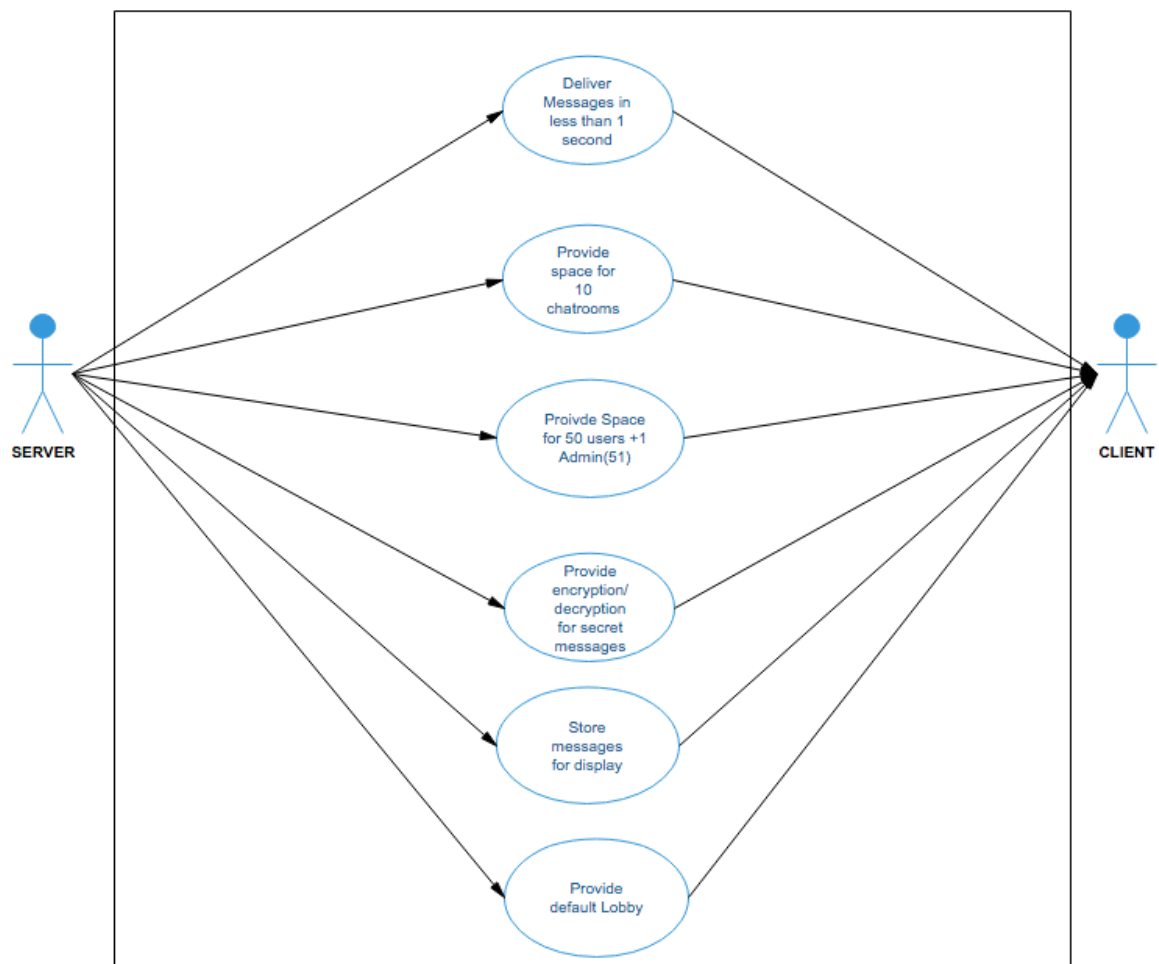 Deliver
Messages in
less than 1
second
Provide
space for
10
chatrooms
SERVER
CLIENT
Proivde Space
for 50 users +1
Admin(51)
Provide
encryption/
decryption
for secret
messages
Store
messages
for display
Provide
default Lobby